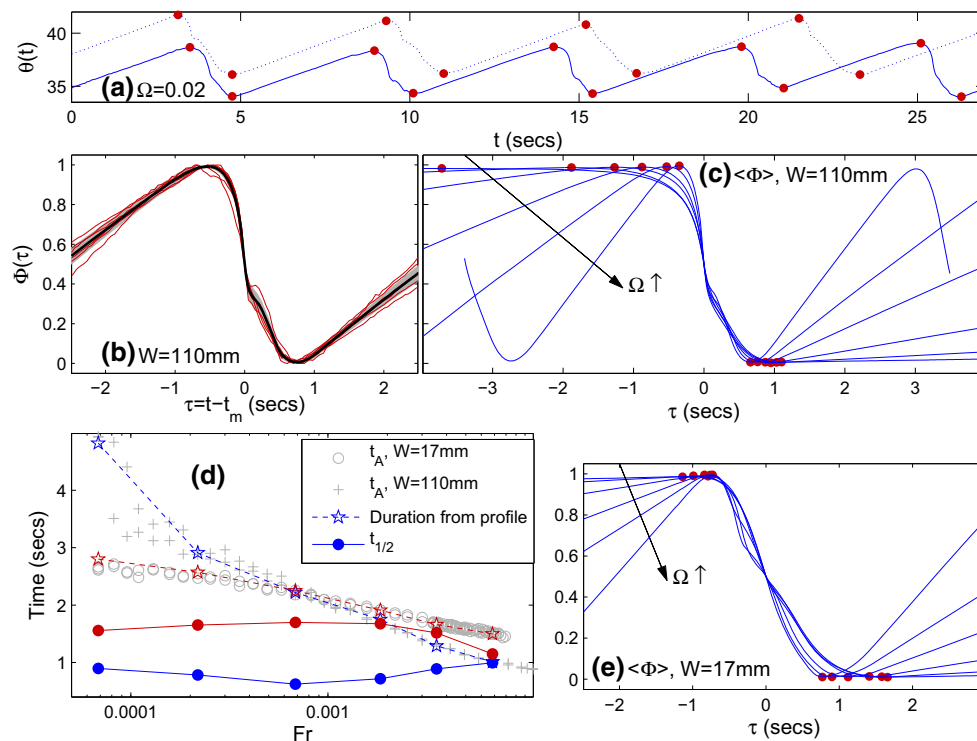 θ(t)
40
35
(a) Ω=0.02
0 5 10 15 20 25
t (secs)
Φ(τ)
1
0.8
0.6
0.4
0.2
0
(b) W=110mm
−2 −1 0 1 2
τ=t−t_m (secs)
(c) <Φ>, W=110mm
Ω ↑
−3 −2 −1 0 1 2 3
τ (secs)
Time (secs)
4
3
2
1
(d)
t_A, W=17mm
t_A, W=110mm
Duration from profile
t_1/2
0.0001 0.001
Fr
1
0.8
0.6
0.4
0.2
0
Ω ↑
(e) <Φ>, W=17mm
−2 −1 0 1 2 3 4
τ (secs)